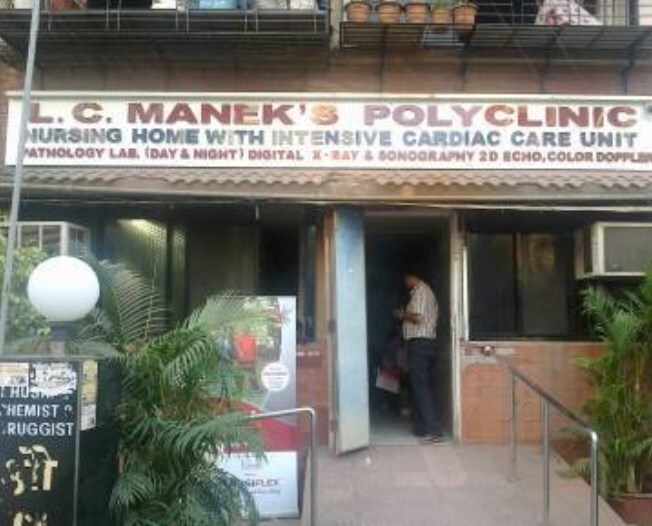 L. C. MANEK'S POLYCLINIC
NURSING HOME WITH INTENSIVE CARDIAC CARE UNIT
PATHOLOGY LAB. (DAY & NIGHT) DIGITAL X-RAY & SONOGRAPHY 2D ECHO, COLOR DOPPLER
CHEMIST
RUGGIST